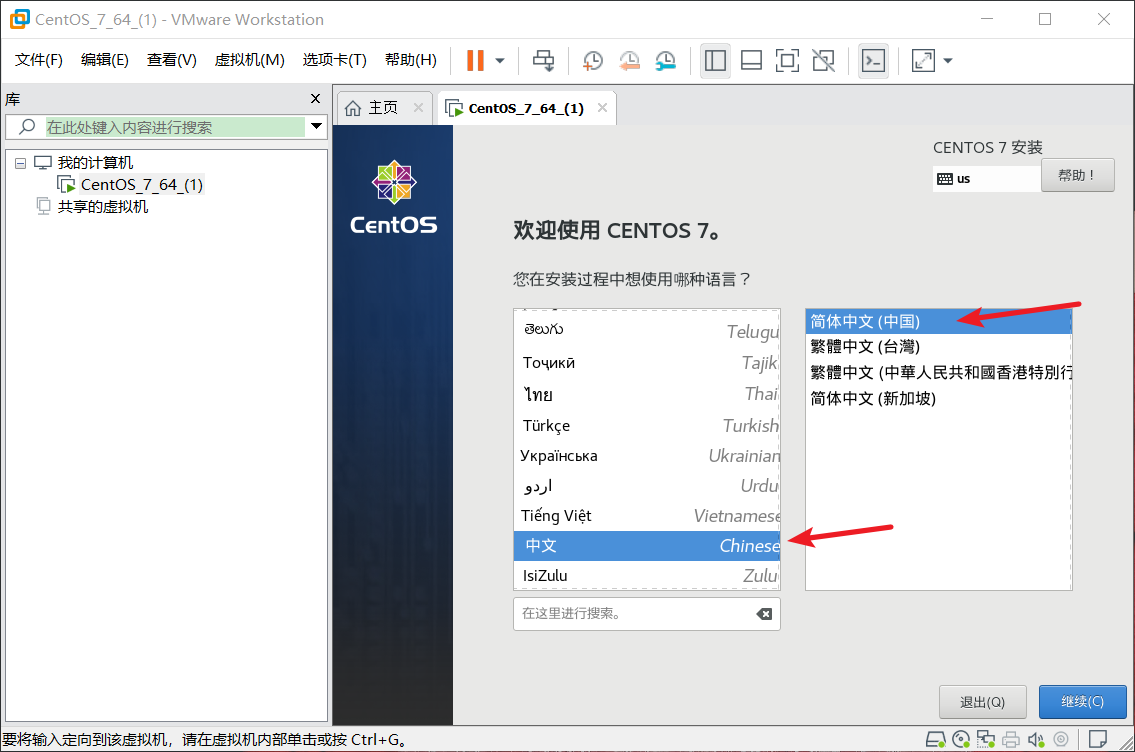 CentOS_7_64_(1) - VMware Workstation
文件(F) 编辑(E) 查看(V) 虚拟机(M) 选项卡(T) 帮助(H)
库
在此处键入内容进行搜索
我的计算机
CentOS_7_64_(1)
共享的虚拟机
主页
CentOS_7_64_(1)
CentOS
CENTOS 7 安装
us
帮助！
欢迎使用 CENTOS 7。
您在安装过程中想使用哪种语言？
తెలుగు Telugu
Тоҷикӣ Tajik
ไทย Thai
Türkçe Turkish
Українська Ukrainian
اردو Urdu
Tiếng Việt Vietnamese
中文 Chinese
IsiZulu Zulu
在这里进行搜索。
简体中文 (中国)
繁體中文 (台灣)
繁體中文 (中華人民共和國香港特別行
简体中文 (新加坡)
退出(Q)
继续(C)
要将输入定向到该虚拟机，请在虚拟机内部单击或按 Ctrl+G。